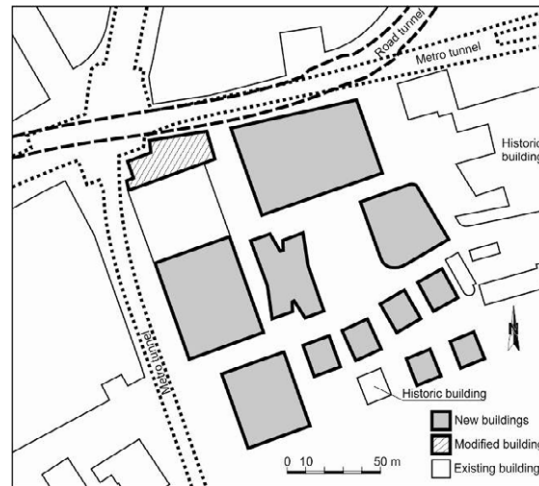 Road tunnel
Metro tunnel
Historic
building
Metro tunnel
Historic building
New buildings
Modified building
Existing building
0 10 50 m